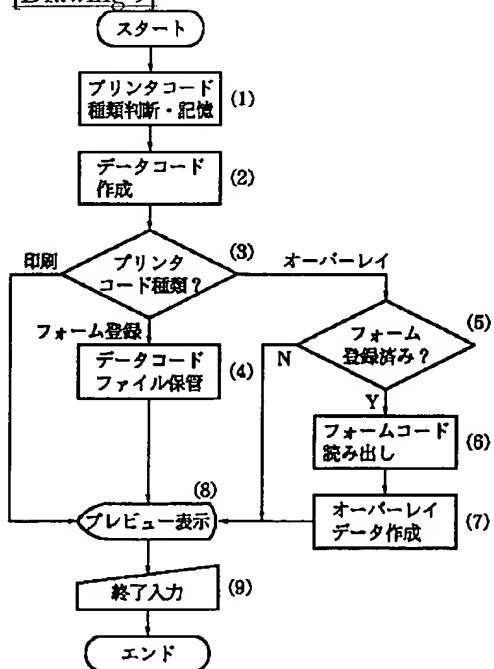 [Drawing 9]
スタート
プリンタコード
種類判断・記憶
(1)
データコード
作成
(2)
プリンタ
コード種類?
(3)
印刷
オーバーレイ
フォーム登録
データコード
ファイル保管
(4)
フォーム
登録済み?
(5)
N
Y
フォームコード
読み出し
(6)
オーバーレイ
データ作成
(7)
(8)
プレビュー表示
終了入力
(9)
エンド